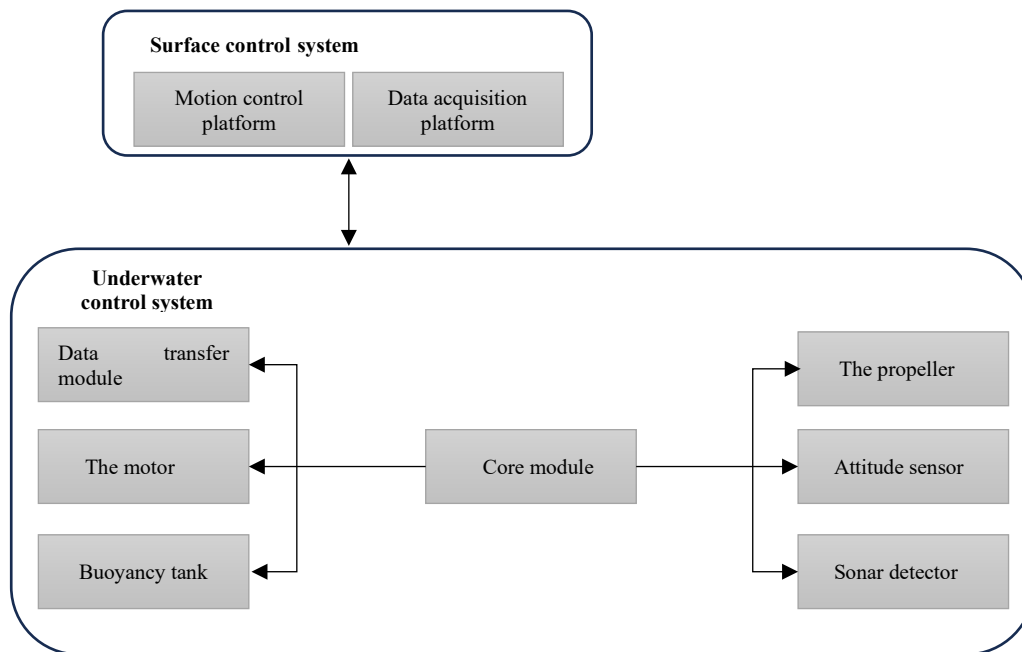 Surface control system
Motion control
platform
Data acquisition
platform
Underwater
control system
Data transfer
module
The propeller
The motor
Core module
Attitude sensor
Buoyancy tank
Sonar detector